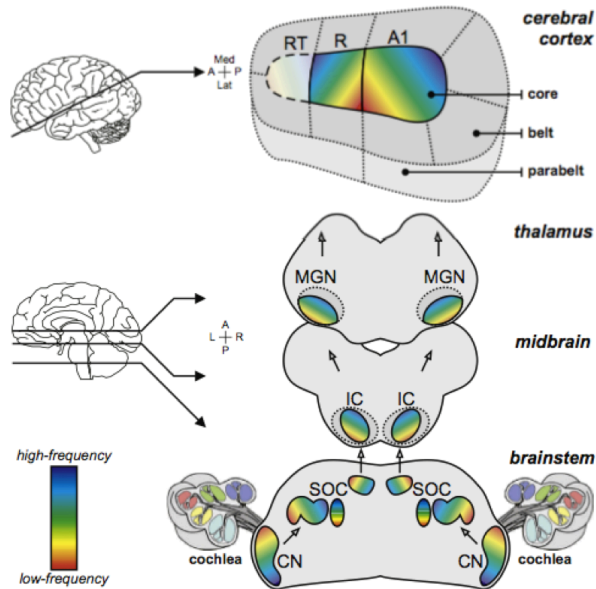 cerebral
cortex
RT R A1
Med
A P
Lat
core
belt
parabelt
thalamus
MGN MGN
A
L R
P
midbrain
IC IC
high-frequency
brainstem
SOC SOC
cochlea CN CN cochlea
low-frequency